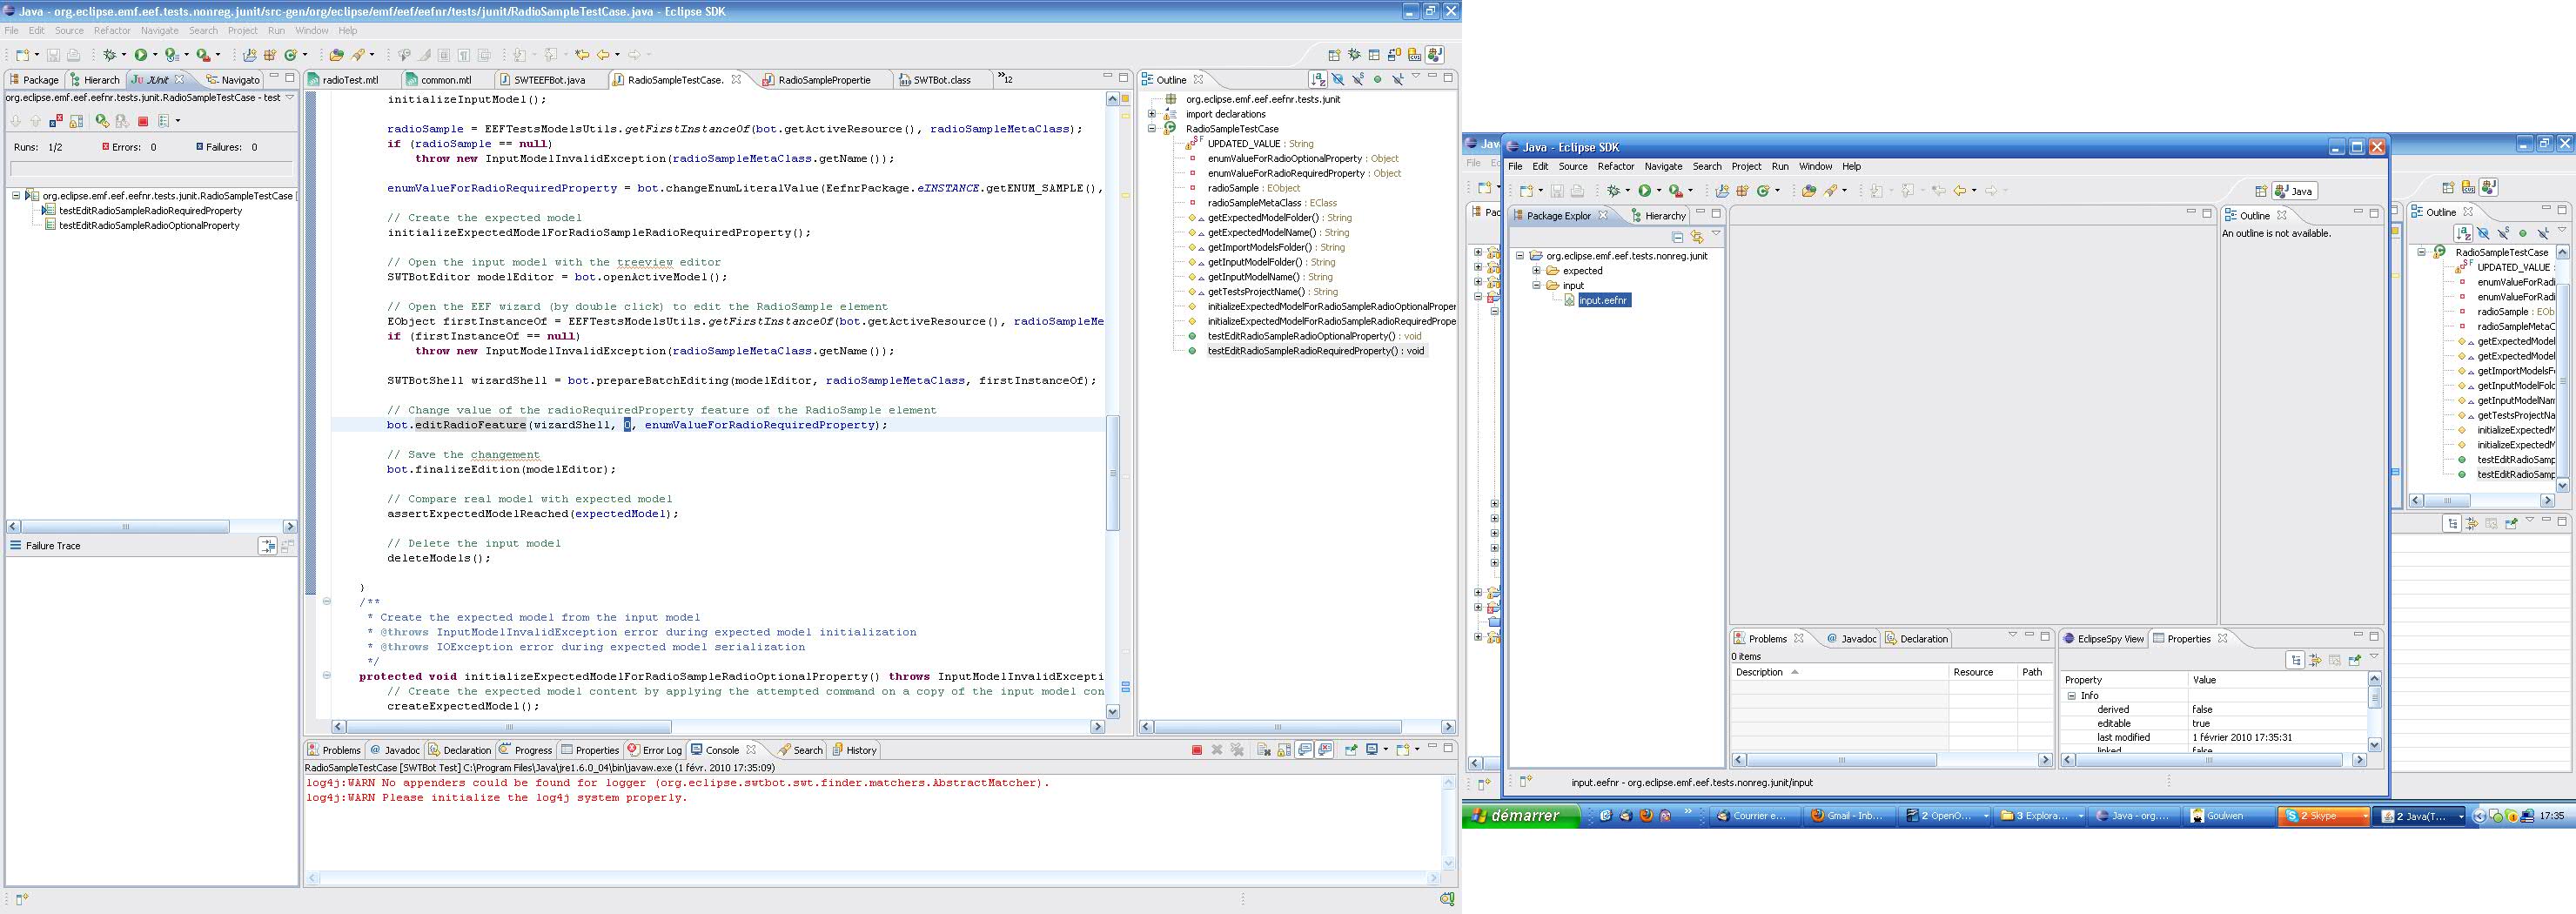 Java - org.eclipse.emf.eef.tests.nonreg.junit/src-gen/org/eclipse/emf/eef/eefnr/tests/junit/RadioSampleTestCase.java - Eclipse SDK
File Edit Source Refactor Navigate Search Project Run Window Help
Package Hierarch JUnit Navigato
org.eclipse.emf.eef.eefnr.tests.junit.RadioSampleTestCase - test
Runs: 1/2 Errors: 0 Failures: 0
org.eclipse.emf.eef.eefnr.tests.junit.RadioSampleTestCase [
testEditRadioSampleRadioRequiredProperty
testEditRadioSampleRadioOptionalProperty
Failure Trace
radioTest.mtl common.mtl SWTEEFBot.java RadioSampleTestCase. RadioSamplePropertie SWTBot.class »12
initializeInputModel();
radioSample = EEFTestsModelsUtils.getFirstInstanceOf(bot.getActiveResource(), radioSampleMetaClass);
if (radioSample == null)
throw new InputModelInvalidException(radioSampleMetaClass.getName());
enumValueForRadioRequiredProperty = bot.changeEnumLiteralValue(EefnrPackage.eINSTANCE.getENUM_SAMPLE(),
// Create the expected model
initializeExpectedModelForRadioSampleRadioRequiredProperty();
// Open the input model with the treeview editor
SWTBotEditor modelEditor = bot.openActiveModel();
// Open the EEF wizard (by double click) to edit the RadioSample element
EObject firstInstanceOf = EEFTestsModelsUtils.getFirstInstanceOf(bot.getActiveResource(), radioSampleMe
if (firstInstanceOf == null)
throw new InputModelInvalidException(radioSampleMetaClass.getName());
SWTBotShell wizardShell = bot.prepareBatchEditing(modelEditor, radioSampleMetaClass, firstInstanceOf);
// Change value of the radioRequiredProperty feature of the RadioSample element
bot.editRadioFeature(wizardShell, 0, enumValueForRadioRequiredProperty);
// Save the changement
bot.finalizeEdition(modelEditor);
// Compare real model with expected model
assertExpectedModelReached(expectedModel);
// Delete the input model
deleteModels();
}
/**
* Create the expected model from the input model
* @throws InputModelInvalidException error during expected model initialization
* @throws IOException error during expected model serialization
*/
protected void initializeExpectedModelForRadioSampleRadioOptionalProperty() throws InputModelInvalidExcepti
// Create the expected model content by applying the attempted command on a copy of the input model con
createExpectedModel();
Outline
org.eclipse.emf.eef.eefnr.tests.junit
import declarations
RadioSampleTestCase
UPDATED_VALUE : String
enumValueForRadioOptionalProperty : Object
enumValueForRadioRequiredProperty : Object
radioSample : EObject
radioSampleMetaClass : EClass
getExpectedModelFolder() : String
getExpectedModelName() : String
getImportModelsFolder() : String
getInputModelFolder() : String
getInputModelName() : String
getTestsProjectName() : String
initializeExpectedModelForRadioSampleRadioOptionalProper
initializeExpectedModelForRadioSampleRadioRequiredPrope
testEditRadioSampleRadioOptionalProperty() : void
testEditRadioSampleRadioRequiredProperty() : void
Problems Javadoc Declaration Progress Properties Error Log Console Search History
RadioSampleTestCase [SWTBot Test] C:\Program Files\Java\jre1.6.0_04\bin\javaw.exe (1 févr. 2010 17:35:09)
log4j:WARN No appenders could be found for logger (org.eclipse.swtbot.swt.finder.matchers.AbstractMatcher).
log4j:WARN Please initialize the log4j system properly.
Java - Eclipse SDK
File Edit Source Refactor Navigate Search Project Run Window Help
Java
Package Explor Hierarchy
org.eclipse.emf.eef.tests.nonreg.junit
expected
input
input.eefnr
Outline
An outline is not available.
Problems Javadoc Declaration
0 items
Description Resource Path
EclipseSpy View Properties
Property Value
Info
derived false
editable true
last modified 1 février 2010 17:35:31
linked false
input.eefnr - org.eclipse.emf.eef.tests.nonreg.junit/input
Outline
RadioSampleTestCase
UPDATED_VALUE :
enumValueForRadi
enumValueForRadi
radioSample : EOb
radioSampleMetaC
getExpectedModel
getExpectedModel
getImportModelsF
getInputModelFolc
getInputModelNam
getTestsProjectNa
initializeExpectedM
initializeExpectedM
testEditRadioSamp
testEditRadioSamp
démarrer Courrier e... Gmail - Inb... 2 OpenO... 3 Explora... Java - org.... Goulwen 2 Skype 2 Java(T... 17:35